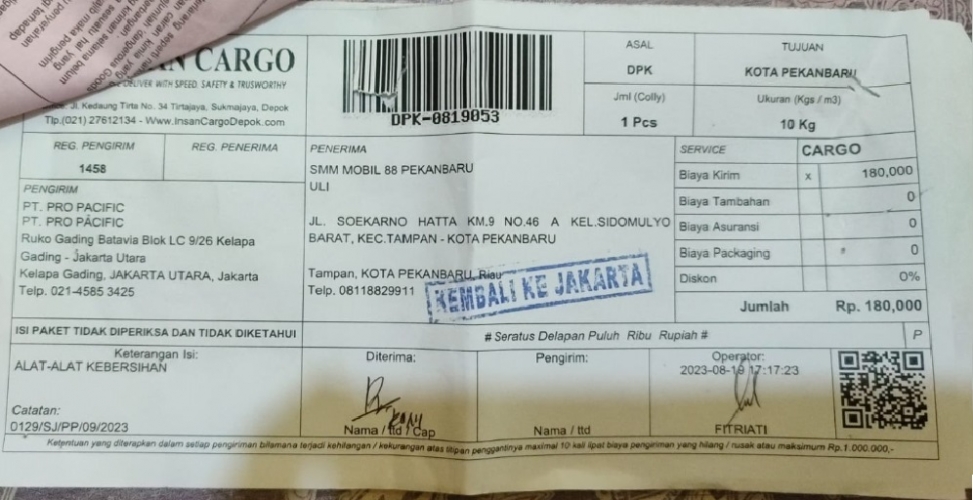 CARGO
DELIVER WITH SPEED. SAFETY & TRUSWORTHY
Jl. Kedaung Tirta No. 34 Tirtajaya, Sukmajaya, Depok
Tlp.(021) 27612134 - Www.InsanCargoDepok.com
DPK-0819053
ASAL
DPK
TUJUAN
KOTA PEKANBARU
Jml (Colly)
1 Pcs
Ukuran (Kgs / m3)
10 Kg
REG. PENGIRIM
1458
REG. PENERIMA
PENGIRIM
PT. PRO PACIFIC
PT. PRO PACIFIC
Ruko Gading Batavia Blok LC 9/26 Kelapa
Gading - Jakarta Utara
Kelapa Gading, JAKARTA UTARA, Jakarta
Telp. 021-4585 3425
PENERIMA
SMM MOBIL 88 PEKANBARU
ULI
JL. SOEKARNO HATTA KM.9 NO.46 A KEL.SIDOMULYO
BARAT, KEC.TAMPAN - KOTA PEKANBARU
Tampan, KOTA PEKANBARU, Riau
Telp. 08118829911
KEMBALI KE JAKARTA
SERVICE CARGO
Biaya Kirim x 180,000
Biaya Tambahan 0
Biaya Asuransi 0
Biaya Packaging 0
Diskon 0%
Jumlah Rp. 180,000
ISI PAKET TIDAK DIPERIKSA DAN TIDAK DIKETAHUI
# Seratus Delapan Puluh Ribu Rupiah #
P
Keterangan Isi:
ALAT-ALAT KEBERSIHAN
Catatan:
0129/SJ/PP/09/2023
Diterima:
Nama / ttd / Cap
Pengirim:
Nama / ttd
Operator:
2023-08-19 17:17:23
FITRIATI
Ketentuan yang diterapkan dalam setiap pengiriman bilamana terjadi kehilangan / kekurangan atas titipan penggantinya maximal 10 kali lipat biaya pengiriman yang hilang / rusak atau maksimum Rp.1.000.000,-